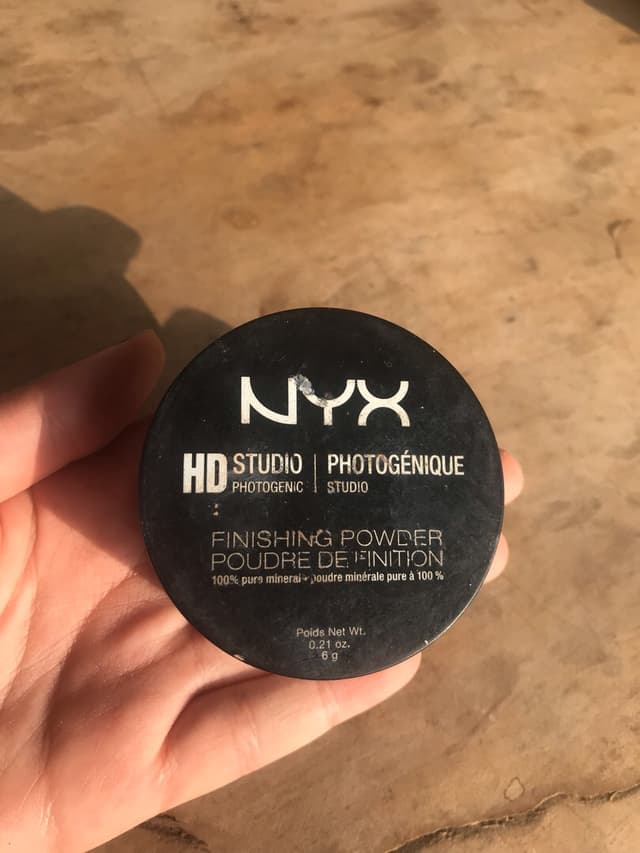 NYX
HD STUDIO | PHOTOGÉNIQUE
PHOTOGENIC | STUDIO
FINISHING POWDER
POUDRE DE FINITION
100% pure mineral • poudre minérale pure à 100 %
Poids Net Wt.
0.21 oz.
6 g